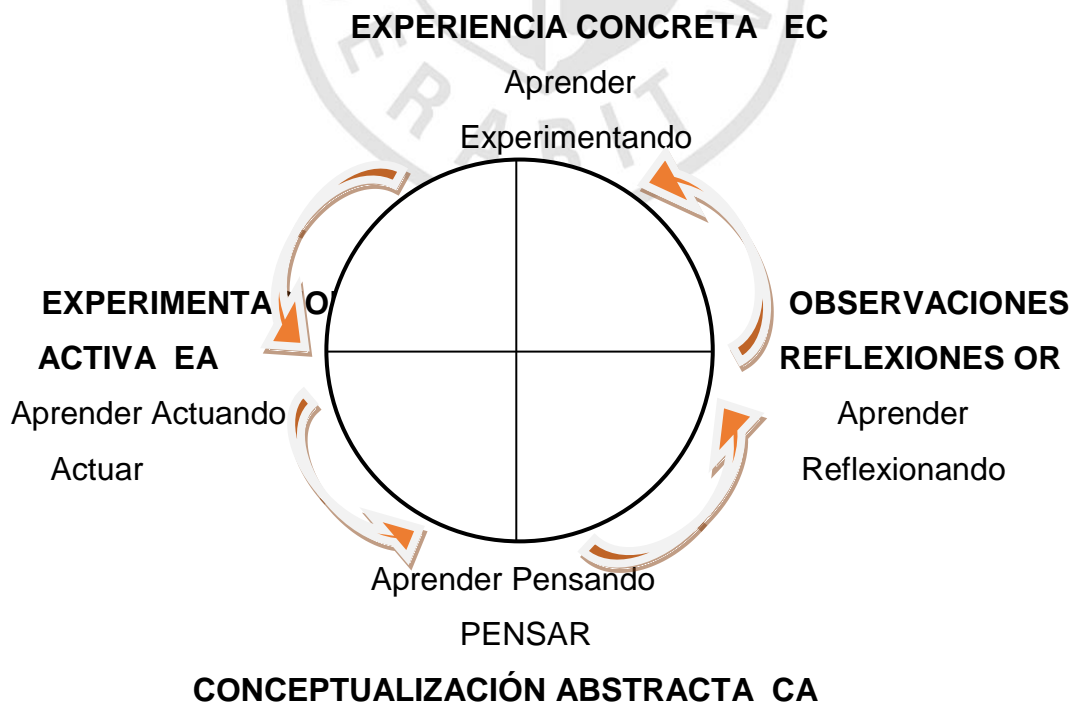 EXPERIENCIA CONCRETA EC
Aprender
Experimentando
EXPERIMENTA
ACTIVA EA
Aprender Actuando
Actuar
OBSERVACIONES
REFLEXIONES OR
Aprender
Reflexionando
Aprender Pensando
PENSAR
CONCEPTUALIZACIÓN ABSTRACTA CA